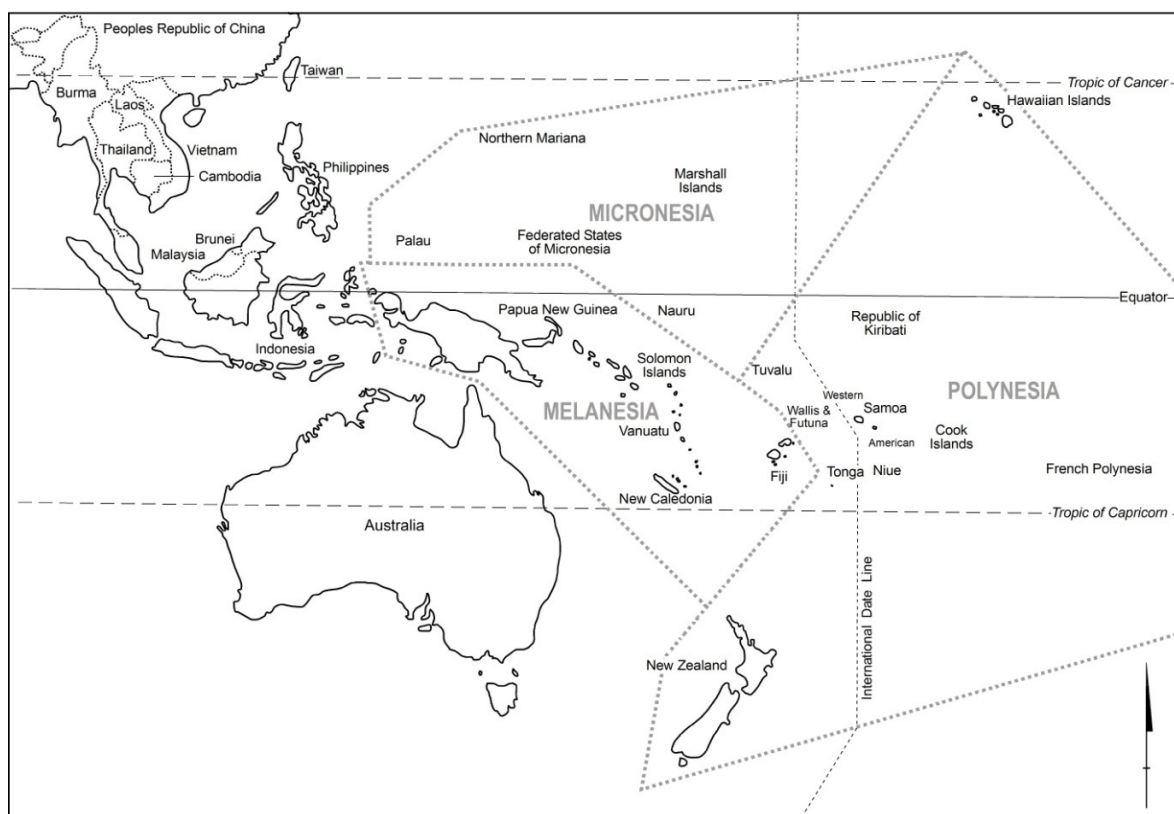 Peoples Republic of China
Taiwan
Tropic of Cancer
Burma
Laos
Hawaiian Islands
Northern Mariana
Thailand
Vietnam
Philippines
Cambodia
Marshall
Islands
MICRONESIA
Brunei
Malaysia
Palau
Federated States
of Micronesia
Equator
Papua New Guinea
Nauru
Republic of
Kiribati
Indonesia
Solomon
Islands
Tuvalu
Western
POLYNESIA
MELANESIA
Wallis &
Futuna
Samoa
Vanuatu
American
Cook
Islands
Fiji
Tonga
Niue
French Polynesia
New Caledonia
Tropic of Capricorn
Australia
International Date Line
New Zealand